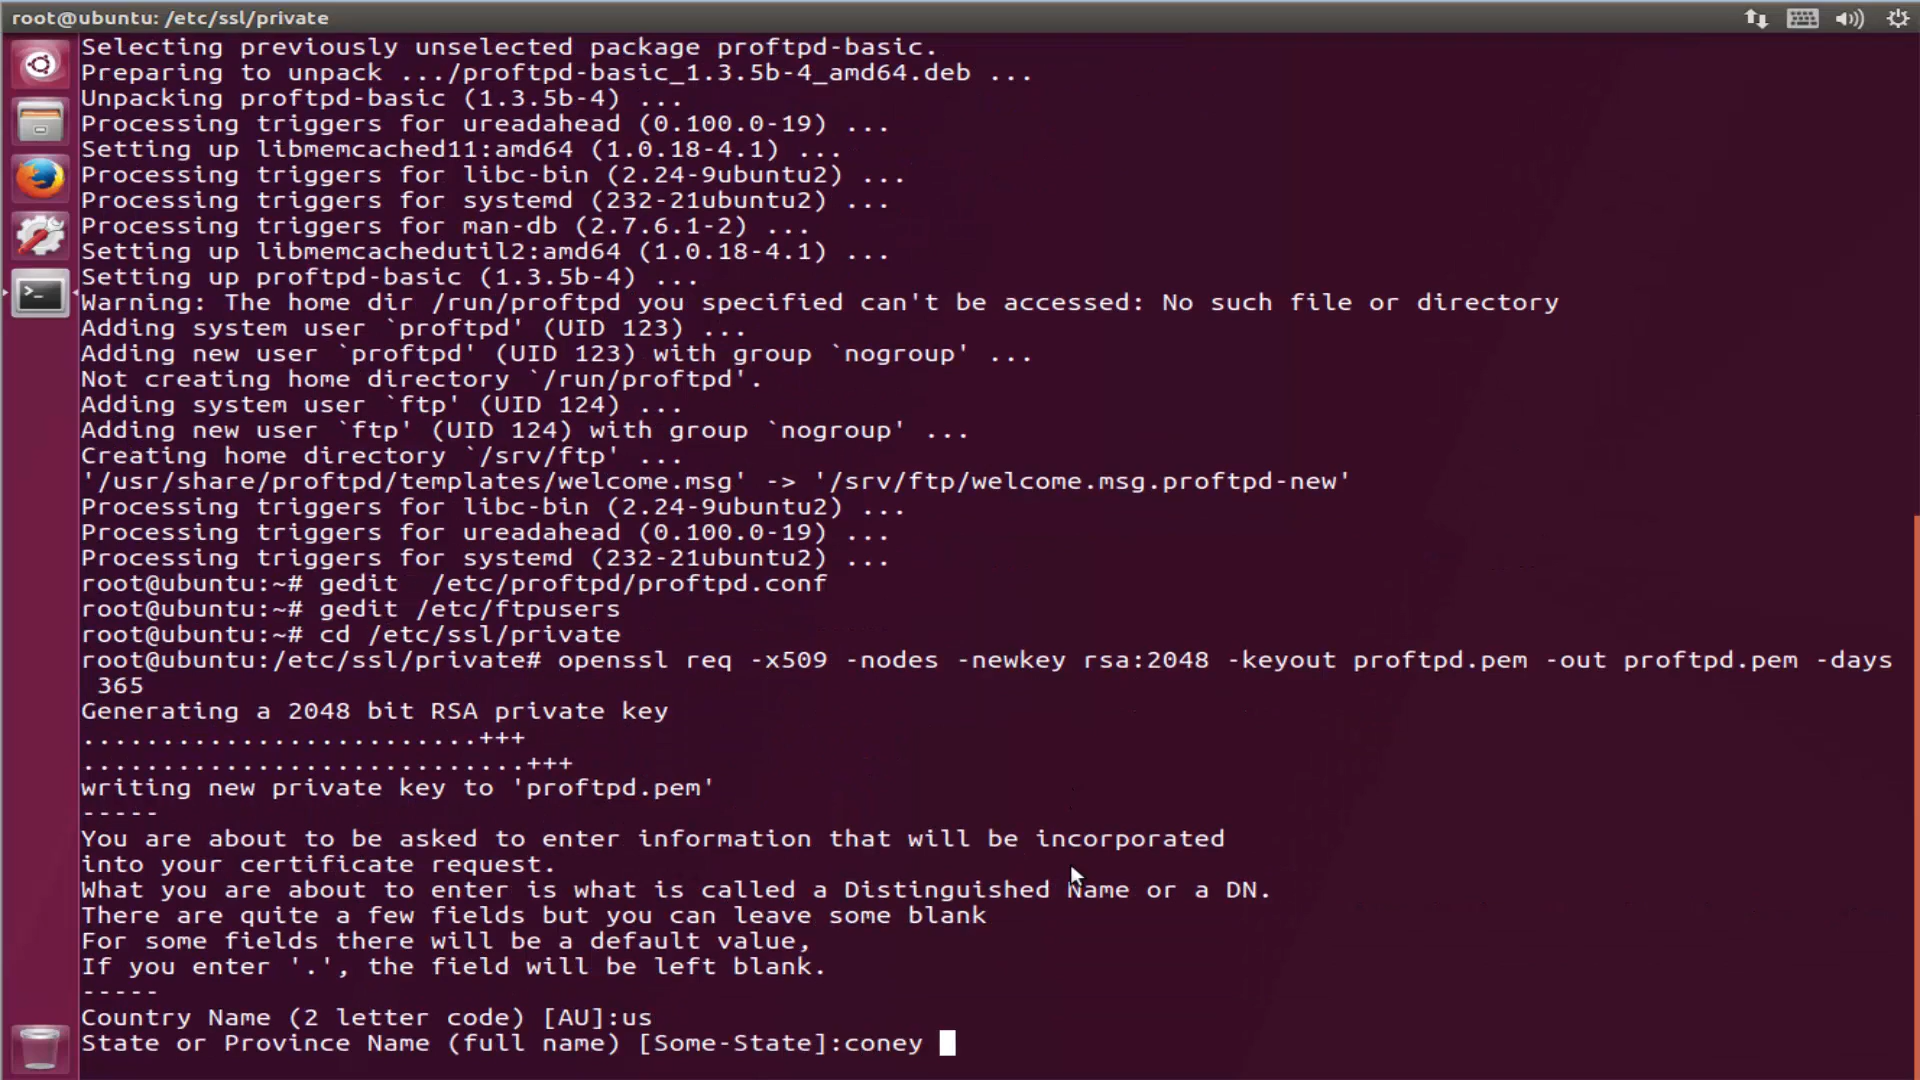 root@ubuntu: /etc/ssl/private
Selecting previously unselected package proftpd-basic.
Preparing to unpack .../proftpd-basic_1.3.5b-4_amd64.deb ...
Unpacking proftpd-basic (1.3.5b-4) ...
Processing triggers for ureadahead (0.100.0-19) ...
Setting up libmemcached11:amd64 (1.0.18-4.1) ...
Processing triggers for libc-bin (2.24-9ubuntu2) ...
Processing triggers for systemd (232-21ubuntu2) ...
Processing triggers for man-db (2.7.6.1-2) ...
Setting up libmemcachedutil2:amd64 (1.0.18-4.1) ...
Setting up proftpd-basic (1.3.5b-4) ...
Warning: The home dir /run/proftpd you specified can't be accessed: No such file or directory
Adding system user `proftpd' (UID 123) ...
Adding new user `proftpd' (UID 123) with group `nogroup' ...
Not creating home directory `/run/proftpd'.
Adding system user `ftp' (UID 124) ...
Adding new user `ftp' (UID 124) with group `nogroup' ...
Creating home directory `/srv/ftp' ...
'/usr/share/proftpd/templates/welcome.msg' -> '/srv/ftp/welcome.msg.proftpd-new'
Processing triggers for libc-bin (2.24-9ubuntu2) ...
Processing triggers for ureadahead (0.100.0-19) ...
Processing triggers for systemd (232-21ubuntu2) ...
root@ubuntu:~# gedit  /etc/proftpd/proftpd.conf
root@ubuntu:~# gedit /etc/ftpusers
root@ubuntu:~# cd /etc/ssl/private
root@ubuntu:/etc/ssl/private# openssl req -x509 -nodes -newkey rsa:2048 -keyout proftpd.pem -out proftpd.pem -days
 365
Generating a 2048 bit RSA private key
.........................+++
............................+++
writing new private key to 'proftpd.pem'
-----
You are about to be asked to enter information that will be incorporated
into your certificate request.
What you are about to enter is what is called a Distinguished Name or a DN.
There are quite a few fields but you can leave some blank
For some fields there will be a default value,
If you enter '.', the field will be left blank.
-----
Country Name (2 letter code) [AU]:us
State or Province Name (full name) [Some-State]:coney